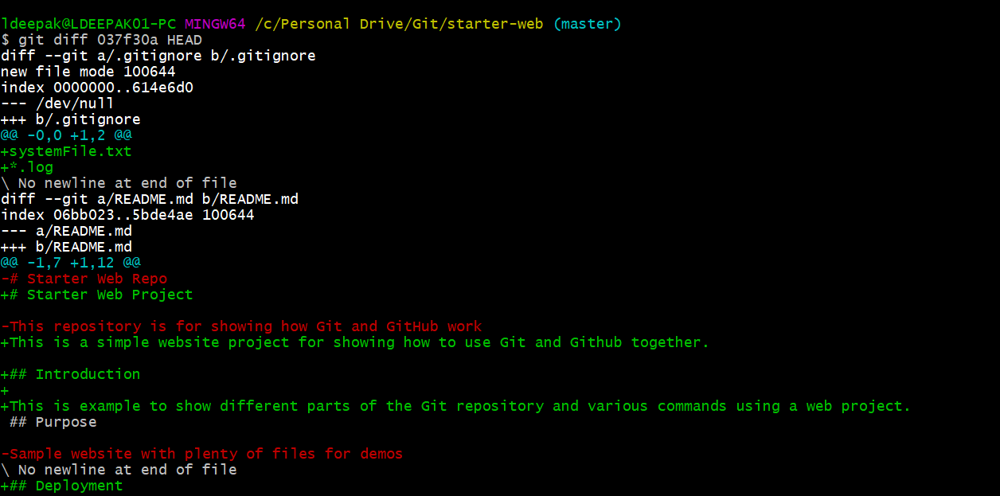 ldeepak@LDEEPAK01-PC MINGW64 /c/Personal Drive/Git/starter-web (master)
$ git diff 037f30a HEAD
diff --git a/.gitignore b/.gitignore
new file mode 100644
index 0000000..614e6d0
--- /dev/null
+++ b/.gitignore
@@ -0,0 +1,2 @@
+systemFile.txt
+*.log
\ No newline at end of file
diff --git a/README.md b/README.md
index 06bb023..5bde4ae 100644
--- a/README.md
+++ b/README.md
@@ -1,7 +1,12 @@
-# Starter Web Repo
+# Starter Web Project

-This repository is for showing how Git and GitHub work
+This is a simple website project for showing how to use Git and Github together.

+## Introduction
+
+This is example to show different parts of the Git repository and various commands using a web project.
 ## Purpose

-Sample website with plenty of files for demos
\ No newline at end of file
+## Deployment